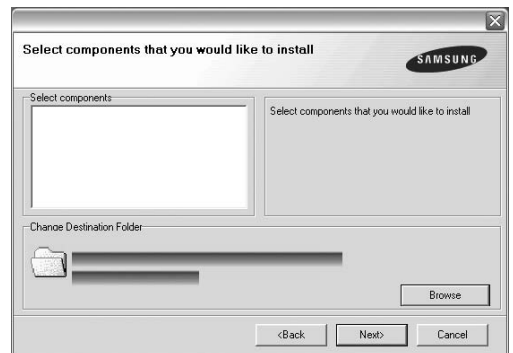 Select components that you would like to install
SAMSUNG
Select components
Select components that you would like to install
Change Destination Folder
Browse
<Back
Next>
Cancel